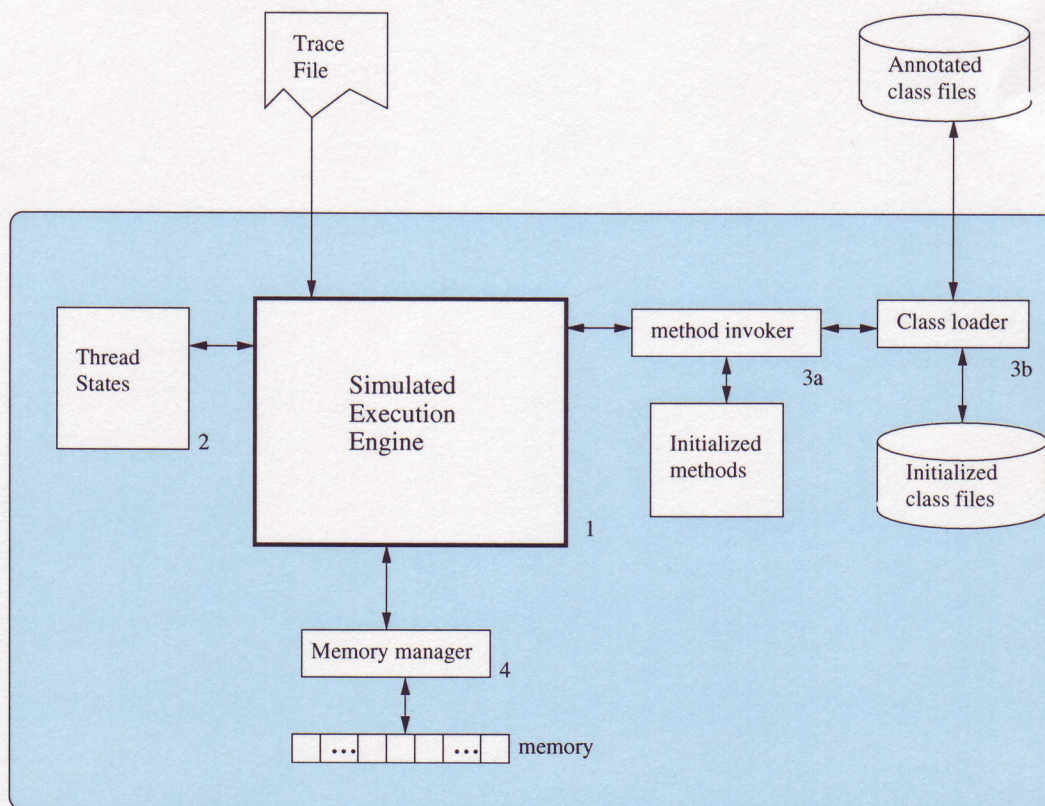 Trace
File
Annotated
class files
Thread
States
2
Simulated
Execution
Engine
1
method invoker
3a
Class loader
3b
Initialized
methods
Initialized
class files
Memory manager
4
... ...
memory